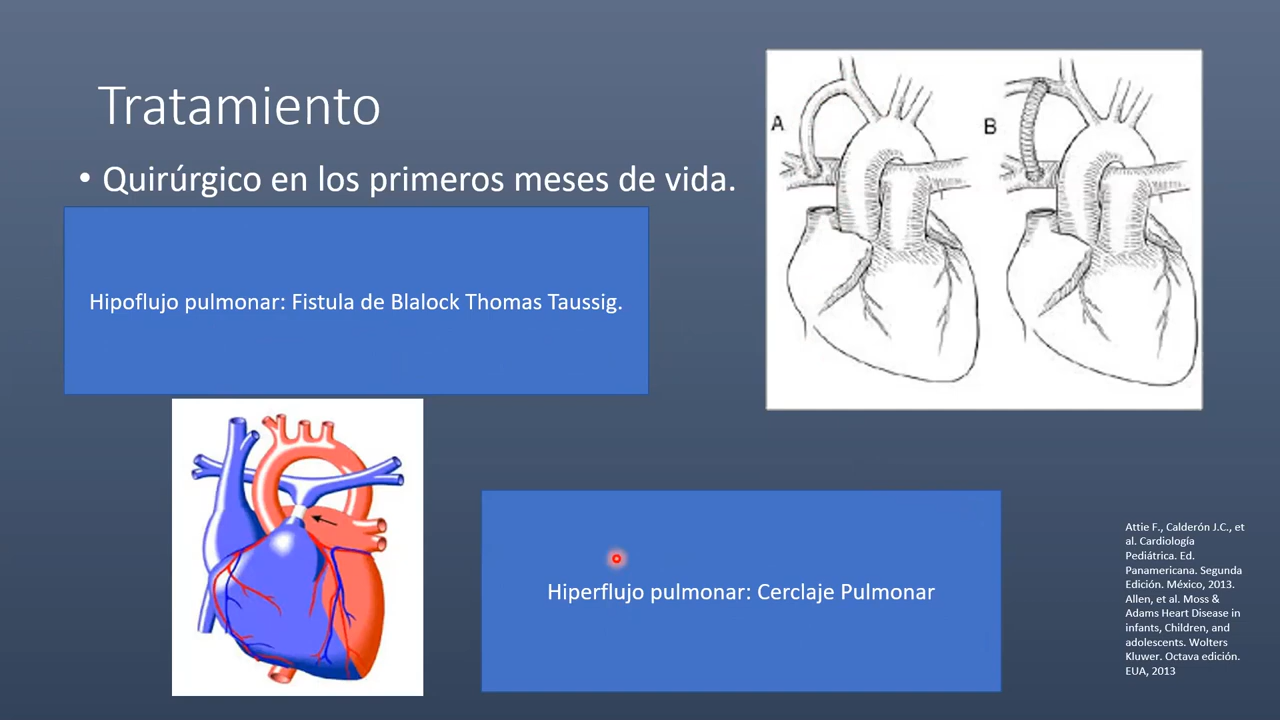 Tratamiento
• Quirúrgico en los primeros meses de vida.
Hipoflujo pulmonar: Fistula de Blalock Thomas Taussig.
A
B
Hiperflujo pulmonar: Cerclaje Pulmonar
Attie F., Calderón J.C., et
al. Cardiología
Pediátrica. Ed.
Panamericana. Segunda
Edición. México, 2013.
Allen, et al. Moss &
Adams Heart Disease in
infants, Children, and
adolescents. Wolters
Kluwer. Octava edición.
EUA, 2013